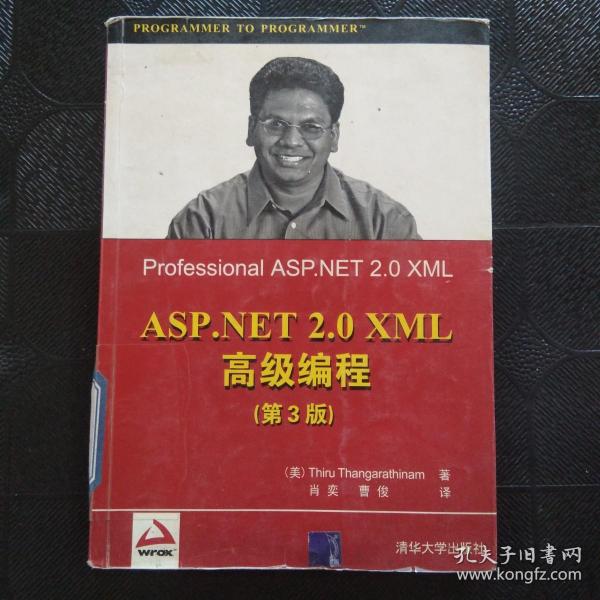 PROGRAMMER TO PROGRAMMER™
Professional ASP.NET 2.0 XML
ASP.NET 2.0 XML
高级编程
(第3版)
(美) Thiru Thangarathinam 著
肖奕 曹俊 译
wrox™
清华大学出版社
孔夫子旧书网
www.kongfz.com